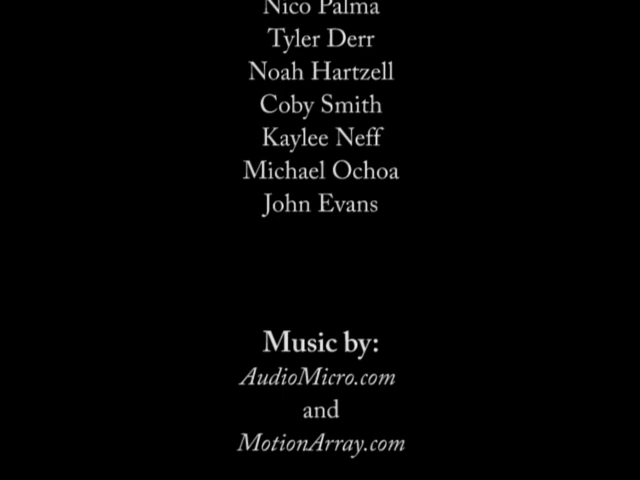 Nico Palma
Tyler Derr
Noah Hartzell
Coby Smith
Kaylee Neff
Michael Ochoa
John Evans
Music by:
AudioMicro.com
and
MotionArray.com